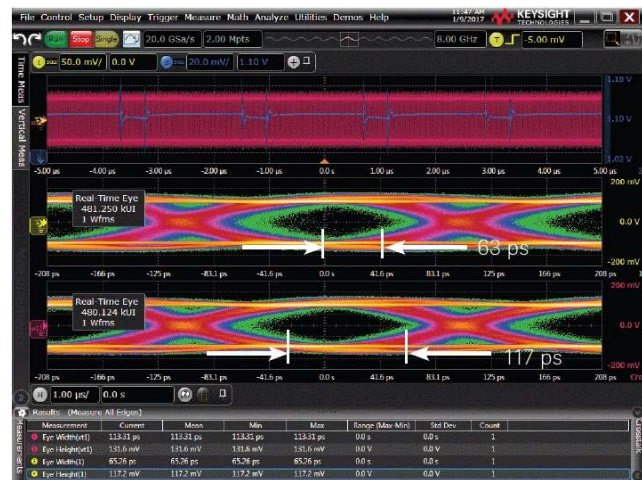 File Control Setup Display Trigger Measure Math Analyze Utilities Demos Help
11:47 AM
1/9/2017
KEYSIGHT
TECHNOLOGIES
Run Stop Single 20.0 GSa/s 2.00 Mpts 8.00 GHz T -5.00 mV
1 50.0 mV/ 0.0 V 20.0 mV/ 1.10 V
Time Meas
Vertical Meas
1.18 V
1.10 V
1.02 V
-5.00 µs -4.00 µs -3.00 µs -2.00 µs -1.00 µs 0.0 s 1.00 µs 2.00 µs 3.00 µs 4.00 µs 5.00 µs
Real-Time Eye
481.250 kUI
1 Wfms
200 mV
0.0 V
-200 mV
63 ps
-208 ps -166 ps -125 ps -83.1 ps -41.6 ps 0.0 s 41.6 ps 83.1 ps 125 ps 166 ps 208 ps
Real-Time Eye
480.124 kUI
1 Wfms
200 mV
0.0 V
-200 mV
117 ps
-208 ps -166 ps -125 ps -83.1 ps -41.6 ps 0.0 s 41.6 ps 83.1 ps 125 ps 166 ps 208 ps
H 1.00 µs/ 0.0 s
Results (Measure All Edges)
Measurement Current Mean Min Max Range (Max-Min) Std Dev Count
Eye Width(xt1) 113.31 ps 113.31 ps 113.31 ps 113.31 ps 0.0 s 0.0 s 1
Eye Height(xt1) 131.6 mV 131.6 mV 131.6 mV 131.6 mV 0.0 V 0.0 V 1
Eye Width(1) 65.26 ps 65.26 ps 65.26 ps 65.26 ps 0.0 s 0.0 s 1
Eye Height(1) 117.2 mV 117.2 mV 117.2 mV 117.2 mV 0.0 V 0.0 V 1
Crosstalk